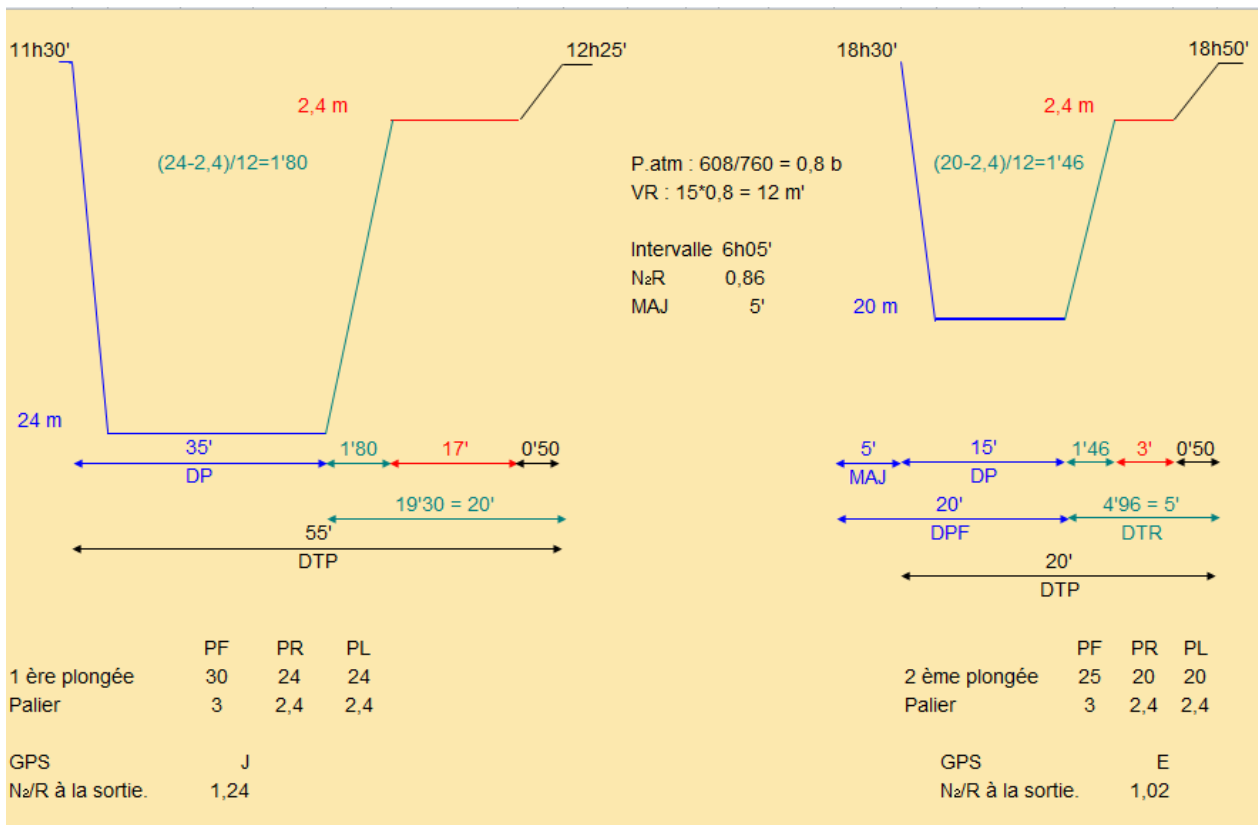 11h30'
12h25'
18h30'
18h50'
2,4 m
2,4 m
(24-2,4)/12=1'80
P.atm : 608/760 = 0,8 b
VR : 15*0,8 = 12 m'
(20-2,4)/12=1'46
Intervalle 6h05'
N₂R 0,86
MAJ 5'
20 m
24 m
35' 1'80 17' 0'50
DP
5' 15' 1'46 3' 0'50
MAJ DP
19'30 = 20'
20' 4'96 = 5'
DPF DTR
55'
DTP
20'
DTP
PF PR PL
1 ère plongée 30 24 24
Palier 3 2,4 2,4
PF PR PL
2 ème plongée 25 20 20
Palier 3 2,4 2,4
GPS J
N₂/R à la sortie. 1,24
GPS E
N₂/R à la sortie. 1,02